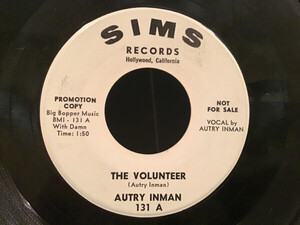 SIMS
RECORDS
Hollywood, California
PROMOTION
COPY
Big Bopper Music
BMI - 131 A
With Damn
Time: 1:50
NOT
FOR SALE
VOCAL by
AUTRY INMAN
THE VOLUNTEER
(Autry Inman)
AUTRY INMAN
131 A